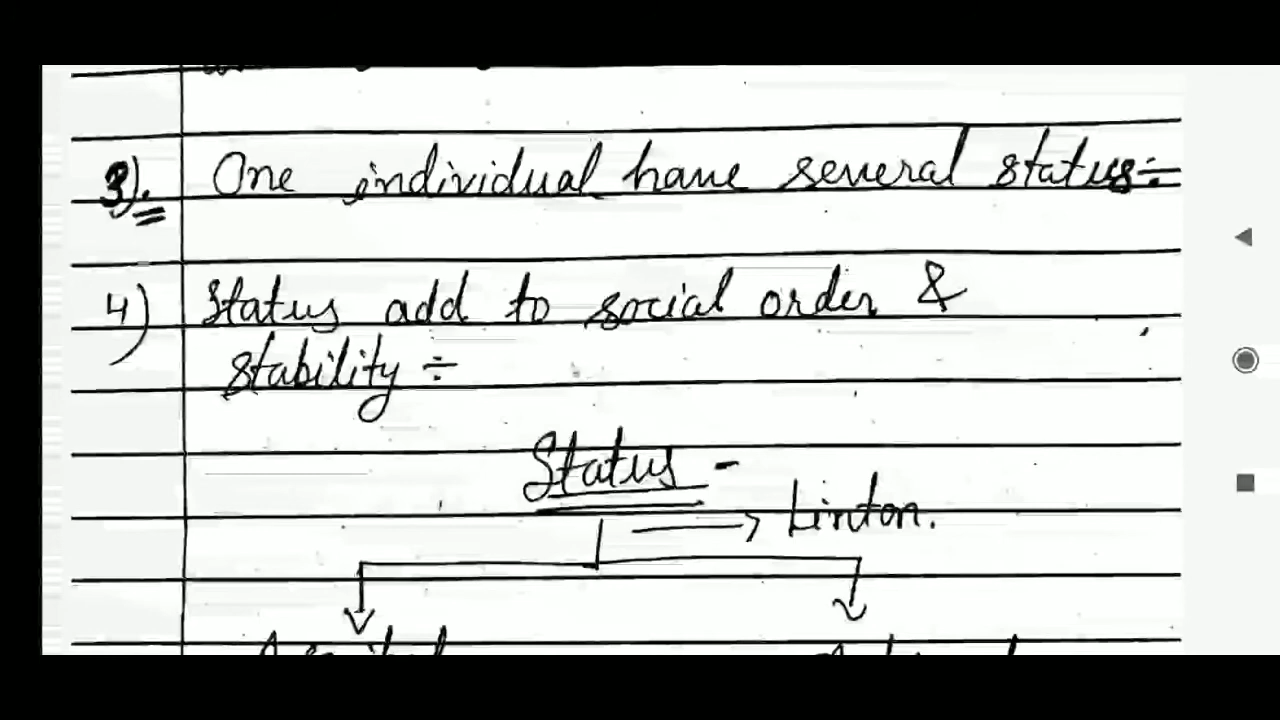 3). One individual have several status÷
4) Status add to social order &
stability ÷
Status -
→ Linton.